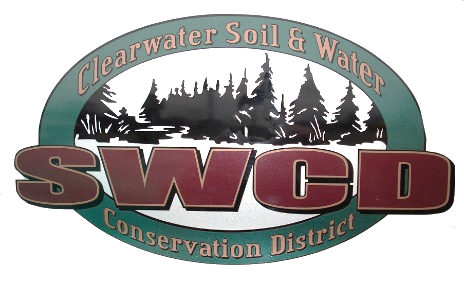 Clearwater Soil & Water
SWCD
Conservation District